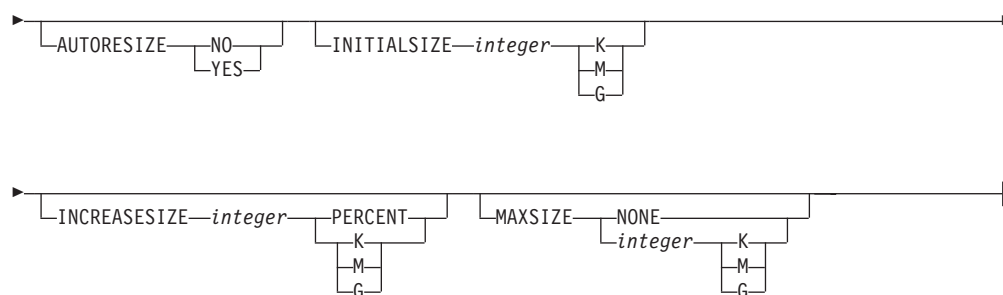 AUTORESIZE NO INITIALSIZE integer K
YES M
G
INCREASESIZE integer PERCENT MAXSIZE NONE
K integer K
M M
G G